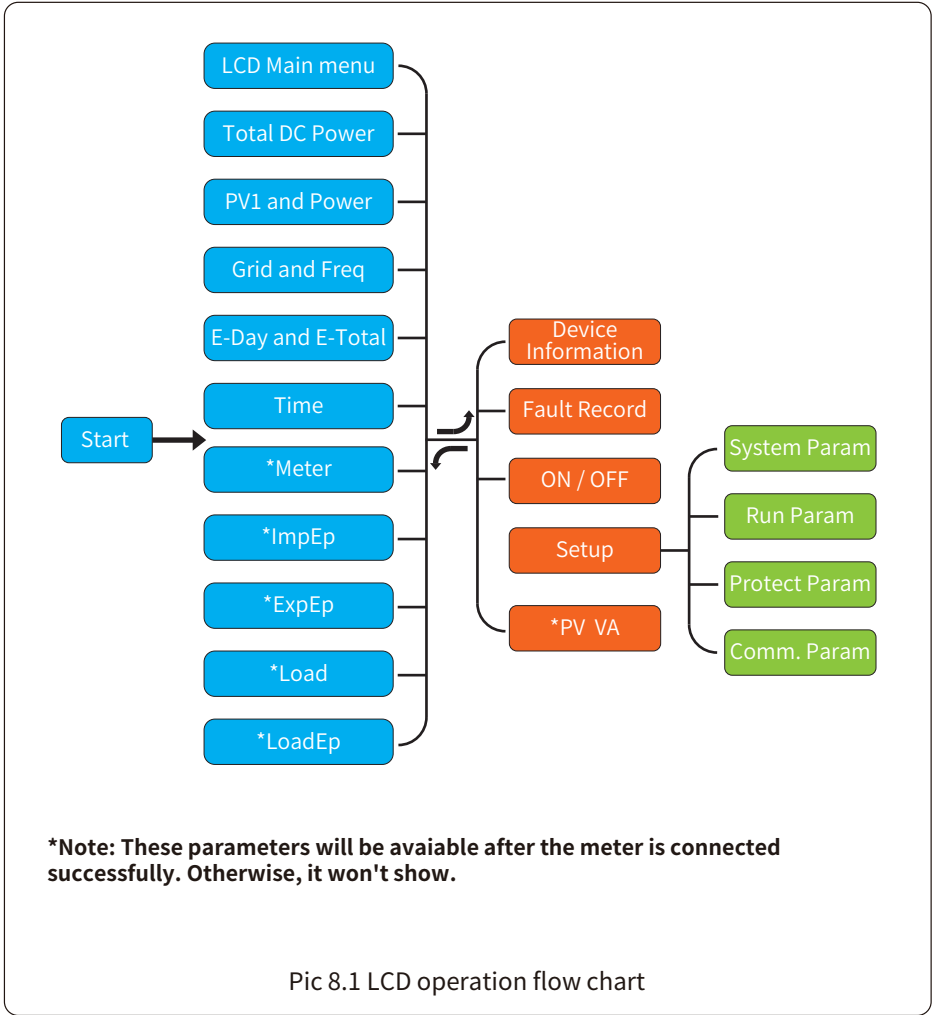 LCD Main menu
Total DC Power
PV1 and Power
Grid and Freq
E-Day and E-Total
Time
Start
*Meter
*ImpEp
*ExpEp
*Load
*LoadEp
Device
Information
Fault Record
ON / OFF
Setup
*PV VA
System Param
Run Param
Protect Param
Comm. Param
*Note: These parameters will be avaiable after the meter is connected
successfully. Otherwise, it won't show.
Pic 8.1 LCD operation flow chart